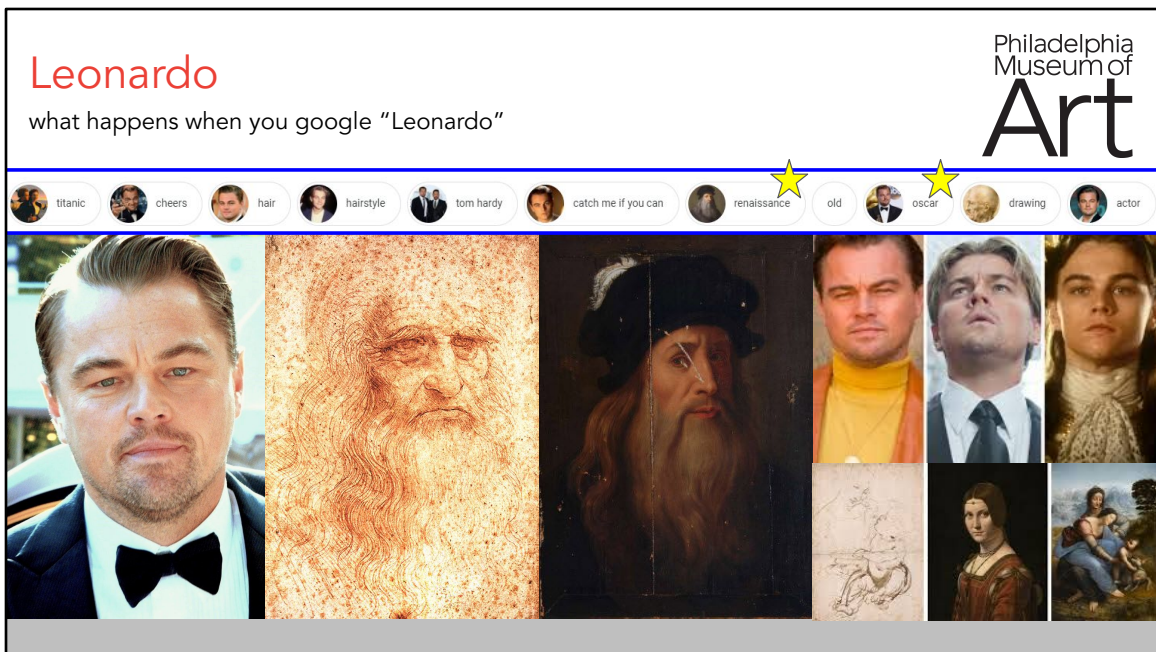 Leonardo
what happens when you google “Leonardo”
Philadelphia
Museum of
Art
titanic cheers hair hairstyle tom hardy catch me if you can renaissance old oscar drawing actor